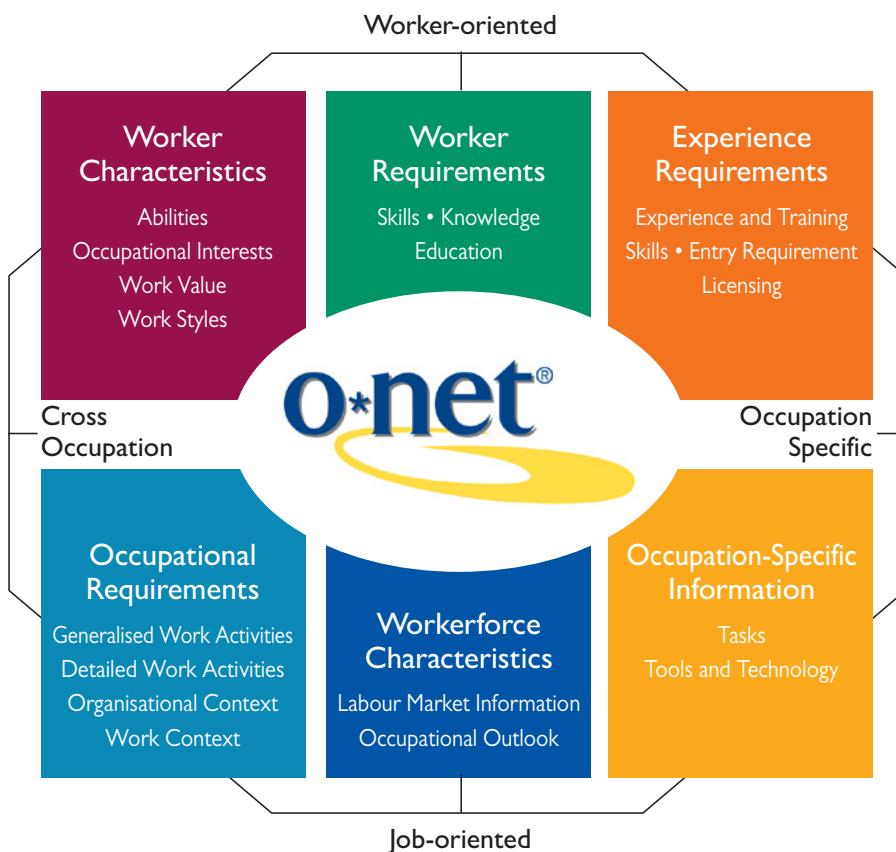 Worker-oriented
Worker
Characteristics
Abilities
Occupational Interests
Work Value
Work Styles
Worker
Requirements
Skills • Knowledge
Education
Experience
Requirements
Experience and Training
Skills • Entry Requirement
Licensing
o*net®
Cross
Occupation
Occupation
Specific
Occupational
Requirements
Generalised Work Activities
Detailed Work Activities
Organisational Context
Work Context
Workerforce
Characteristics
Labour Market Information
Occupational Outlook
Occupation-Specific
Information
Tasks
Tools and Technology
Job-oriented